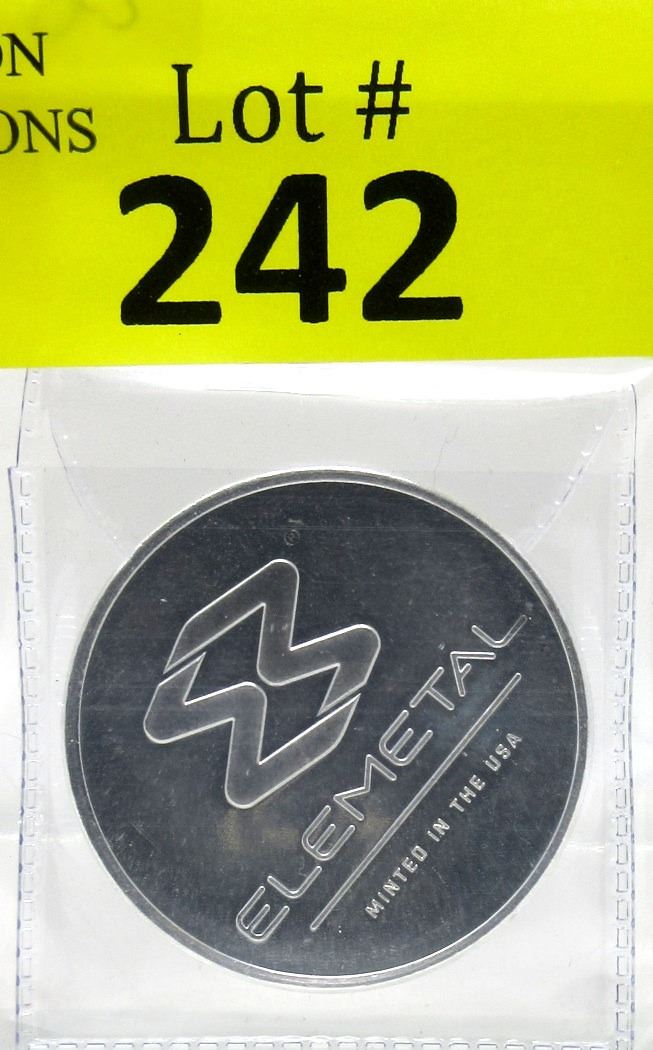 ON
ONS
Lot #
242
ELEMETAL
MINTED IN THE USA